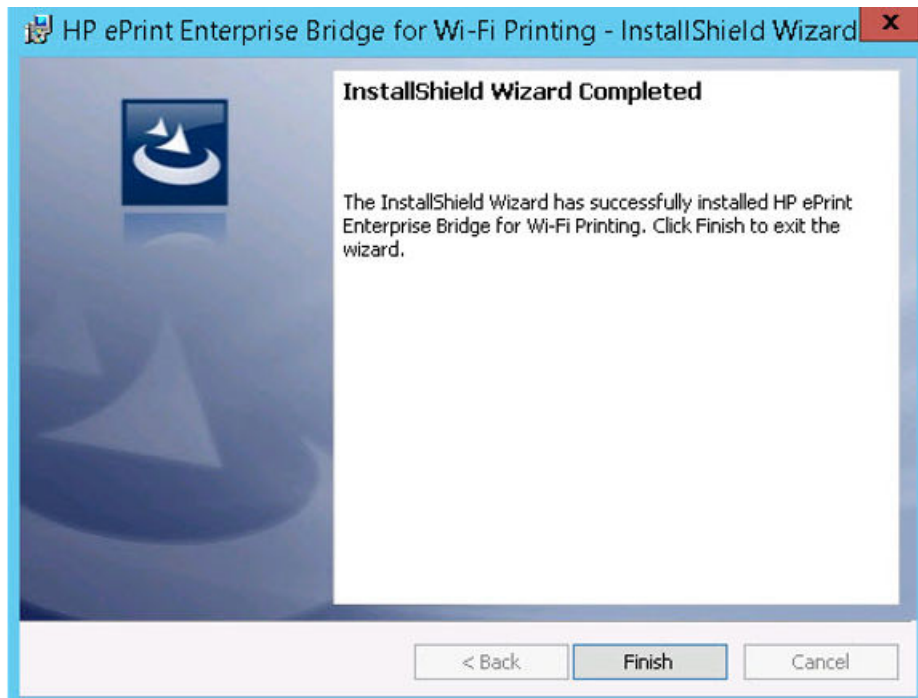 HP ePrint Enterprise Bridge for Wi-Fi Printing - InstallShield Wizard
x
InstallShield Wizard Completed
The InstallShield Wizard has successfully installed HP ePrint
Enterprise Bridge for Wi-Fi Printing. Click Finish to exit the
wizard.
< Back
Finish
Cancel